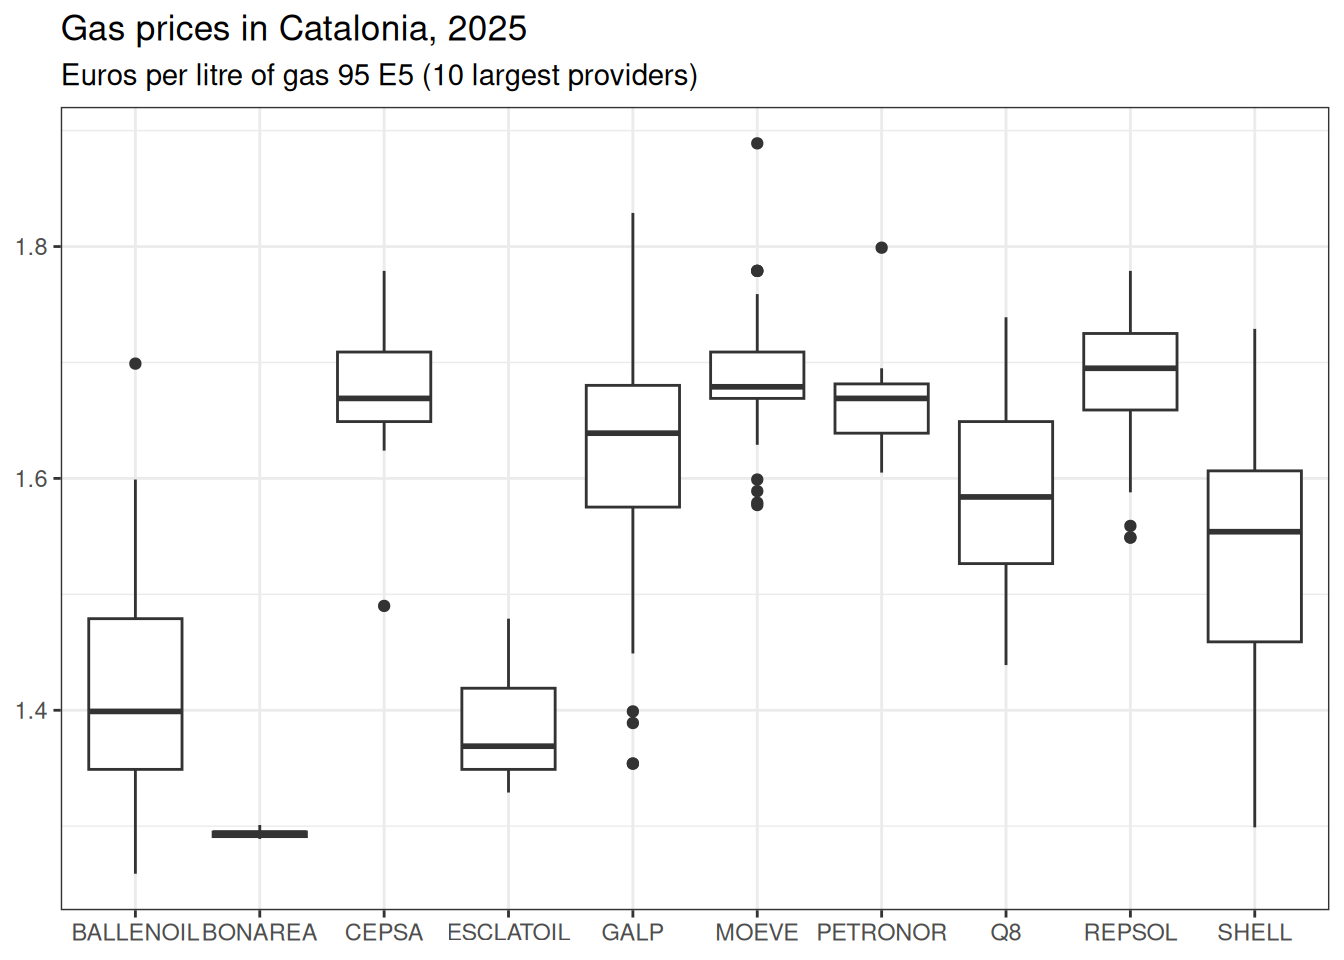 Gas prices in Catalonia, 2025
Euros per litre of gas 95 E5 (10 largest providers)
1.8
1.6
1.4
BALLENOIL BONAREA CEPSA ESCLATOIL GALP MOEVE PETRONOR Q8 REPSOL SHELL